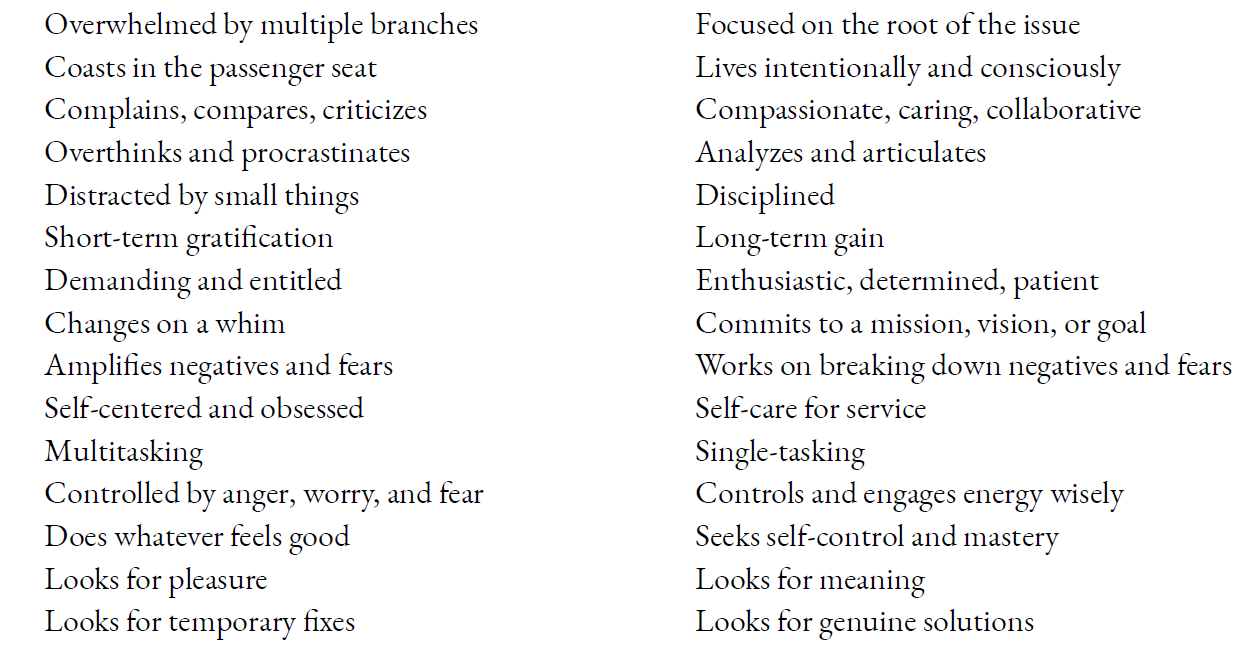 Overwhelmed by multiple branches Focused on the root of the issue
Coasts in the passenger seat Lives intentionally and consciously
Complains, compares, criticizes Compassionate, caring, collaborative
Overthinks and procrastinates Analyzes and articulates
Distracted by small things Disciplined
Short-term gratification Long-term gain
Demanding and entitled Enthusiastic, determined, patient
Changes on a whim Commits to a mission, vision, or goal
Amplifies negatives and fears Works on breaking down negatives and fears
Self-centered and obsessed Self-care for service
Multitasking Single-tasking
Controlled by anger, worry, and fear Controls and engages energy wisely
Does whatever feels good Seeks self-control and mastery
Looks for pleasure Looks for meaning
Looks for temporary fixes Looks for genuine solutions